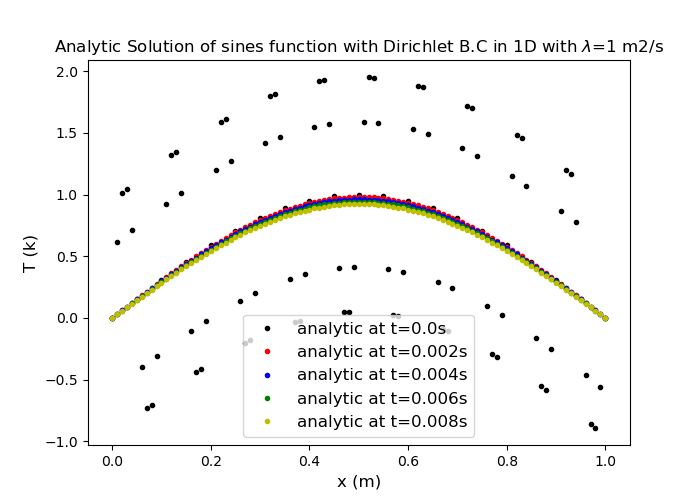 Analytic Solution of sines function with Dirichlet B.C in 1D with λ=1 m2/s
2.0
1.5
1.0
0.5
0.0
−0.5
−1.0
T (k)
analytic at t=0.0s
analytic at t=0.002s
analytic at t=0.004s
analytic at t=0.006s
analytic at t=0.008s
0.0 0.2 0.4 0.6 0.8 1.0
x (m)